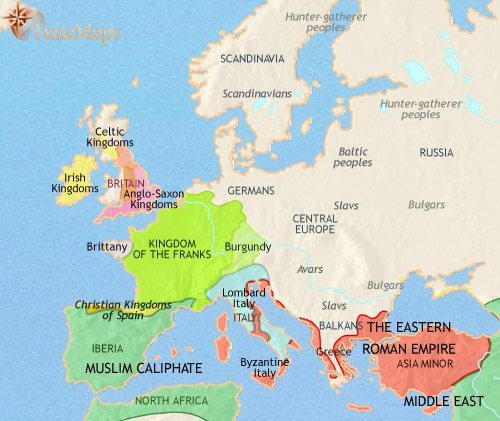 TimeMaps
Hunter-gatherer
peoples
SCANDINAVIA
Scandinavians
Hunter-gatherer
peoples
Celtic
Kingdoms
Baltic
peoples
RUSSIA
Irish
Kingdoms
BRITAIN
Anglo-Saxon
Kingdoms
GERMANS
Slavs
Bulgars
CENTRAL
EUROPE
Brittany
KINGDOM
OF THE FRANKS
Burgundy
Avars
Bulgars
Lombard
Italy
ITALY
Slavs
Christian Kingdoms
of Spain
BALKANS
THE EASTERN
ROMAN EMPIRE
IBERIA
Greece
ASIA MINOR
MUSLIM CALIPHATE
Byzantine
Italy
NORTH AFRICA
MIDDLE EAST